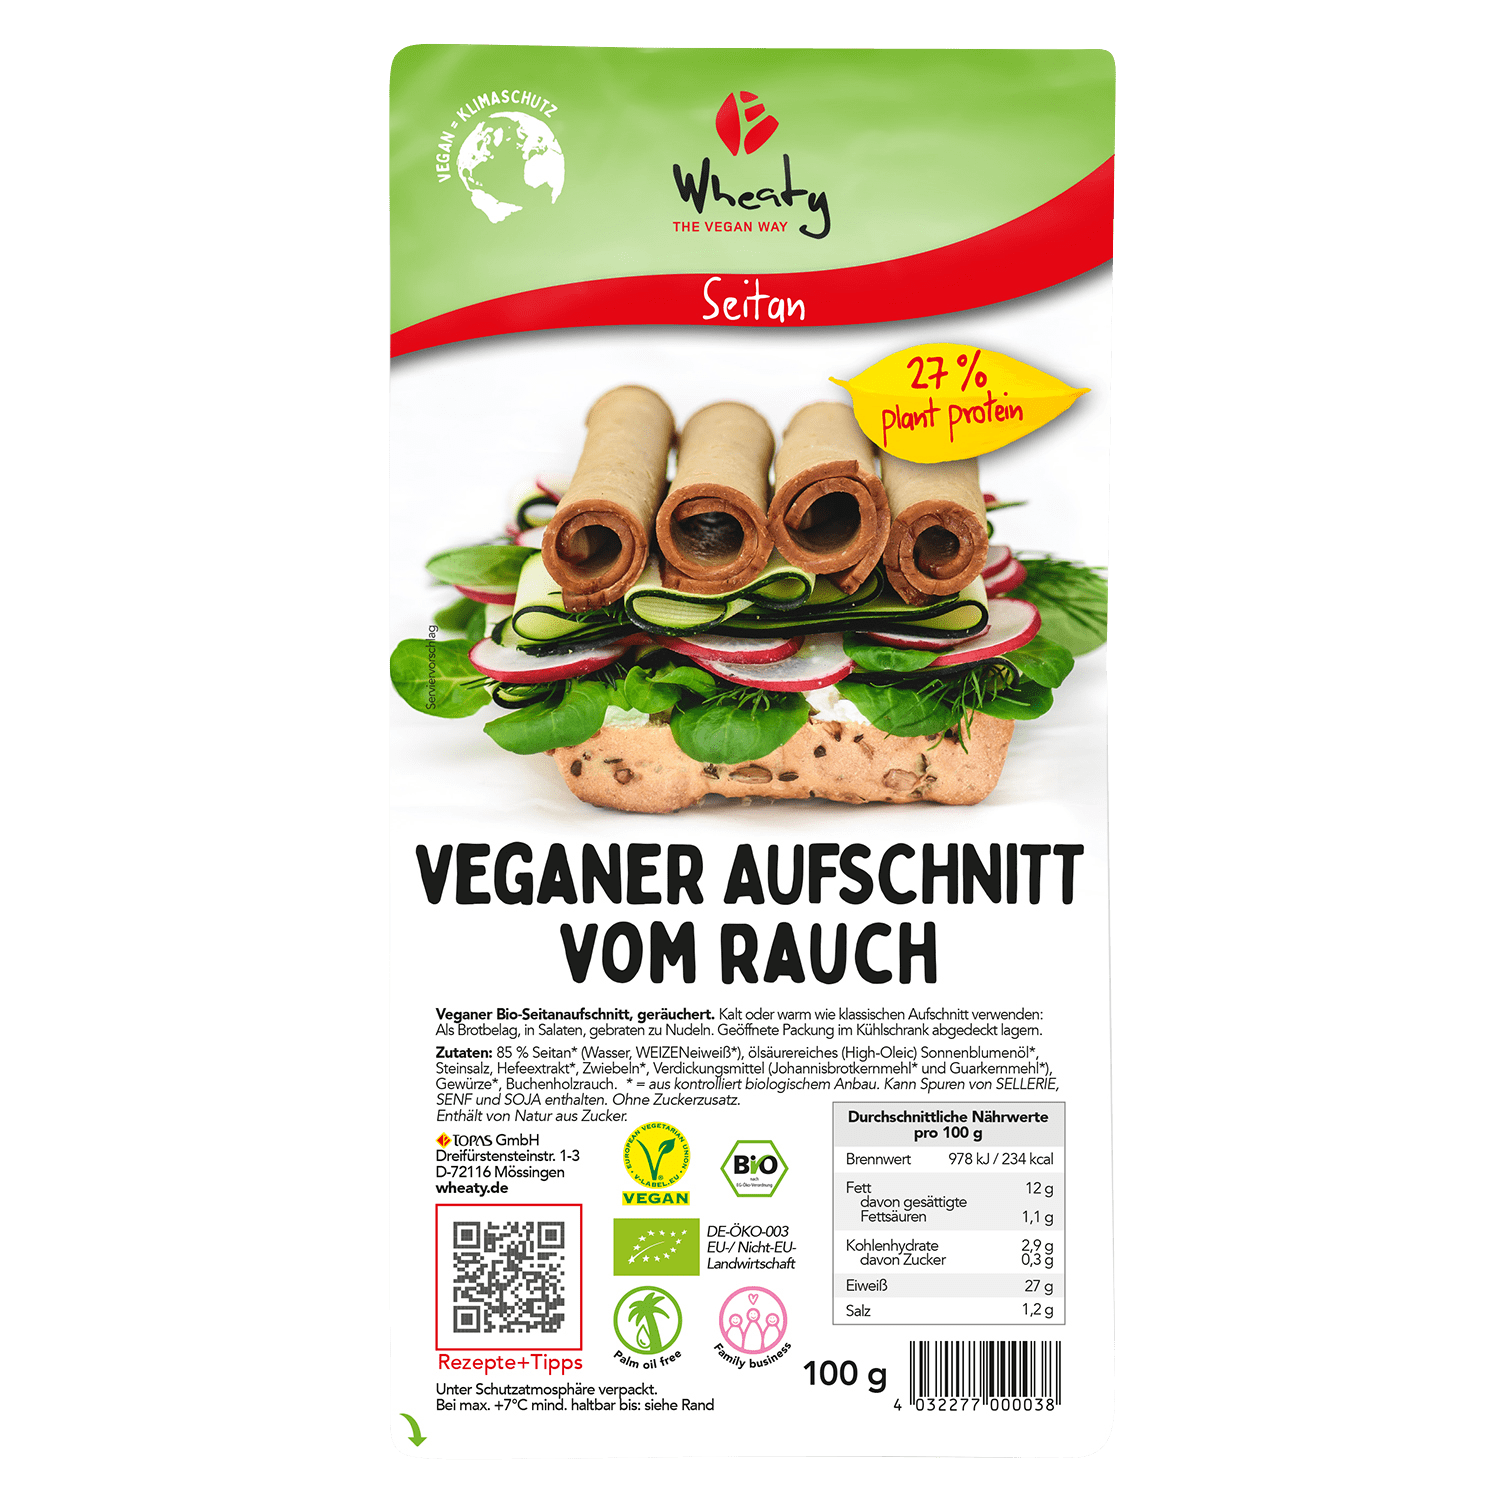 VEGAN = KLIMASCHUTZ
Wheaty
THE VEGAN WAY
Seitan
27 %
plant protein
Serviervorschlag
VEGANER AUFSCHNITT
VOM RAUCH
Veganer Bio-Seitanaufschnitt, geräuchert. Kalt oder warm wie klassischen Aufschnitt verwenden:
Als Brotbelag, in Salaten, gebraten zu Nudeln. Geöffnete Packung im Kühlschrank abgedeckt lagern.
Zutaten: 85 % Seitan* (Wasser, WEIZENeiweiß*), ölsäurereiches (High-Oleic) Sonnenblumenöl*,
Steinsalz, Hefeextrakt*, Zwiebeln*, Verdickungsmittel (Johannisbrotkernmehl* und Guarkernmehl*),
Gewürze*, Buchenholzrauch. * = aus kontrolliert biologischem Anbau. Kann Spuren von SELLERIE,
SENF und SOJA enthalten. Ohne Zuckerzusatz.
Enthält von Natur aus Zucker.
TOPAS GmbH
Dreifürstensteinstr. 1-3
D-72116 Mössingen
wheaty.de
Rezepte+Tipps
Unter Schutzatmosphäre verpackt.
Bei max. +7°C mind. haltbar bis: siehe Rand
EUROPEAN VEGETARIAN UNION
V-LABEL.EU
VEGAN
Bio
nach
EG-Öko-Verordnung
DE-ÖKO-003
EU-/ Nicht-EU-
Landwirtschaft
Palm oil free
Family business
Durchschnittliche Nährwerte
pro 100 g
Brennwert 978 kJ / 234 kcal
Fett 12 g
davon gesättigte
Fettsäuren 1,1 g
Kohlenhydrate 2,9 g
davon Zucker 0,3 g
Eiweiß 27 g
Salz 1,2 g
100 g
4 032277 000038